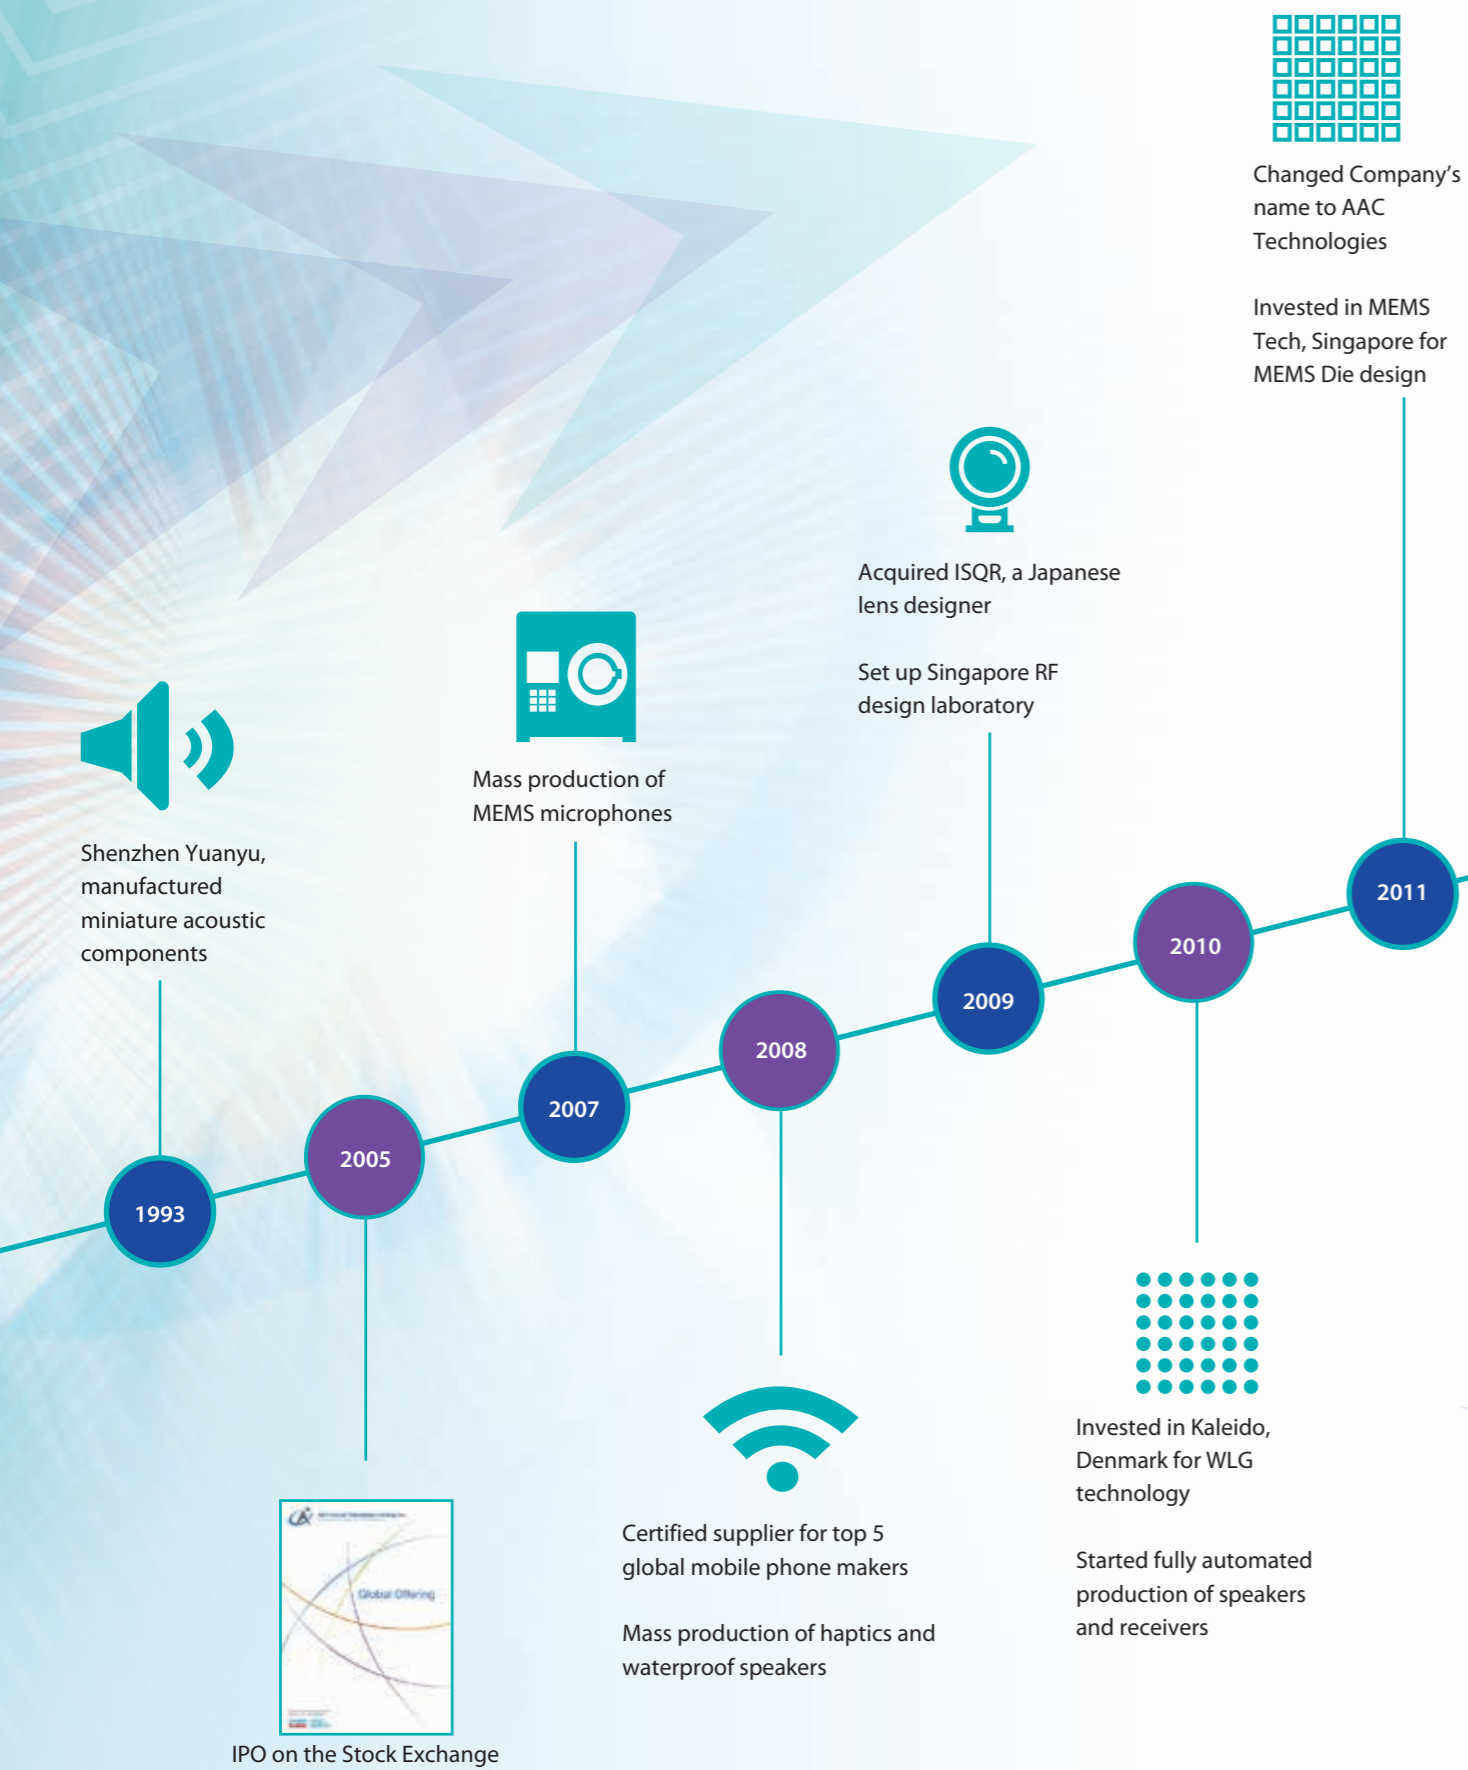 Changed Company's
name to AAC
Technologies
Invested in MEMS
Tech, Singapore for
MEMS Die design
Acquired ISQR, a Japanese
lens designer
Set up Singapore RF
design laboratory
Mass production of
MEMS microphones
Shenzhen Yuanyu,
manufactured
miniature acoustic
components
2011
2010
2009
2008
2007
2005
1993
Invested in Kaleido,
Denmark for WLG
technology
Started fully automated
production of speakers
and receivers
Certified supplier for top 5
global mobile phone makers
Mass production of haptics and
waterproof speakers
Global Offering
IPO on the Stock Exchange